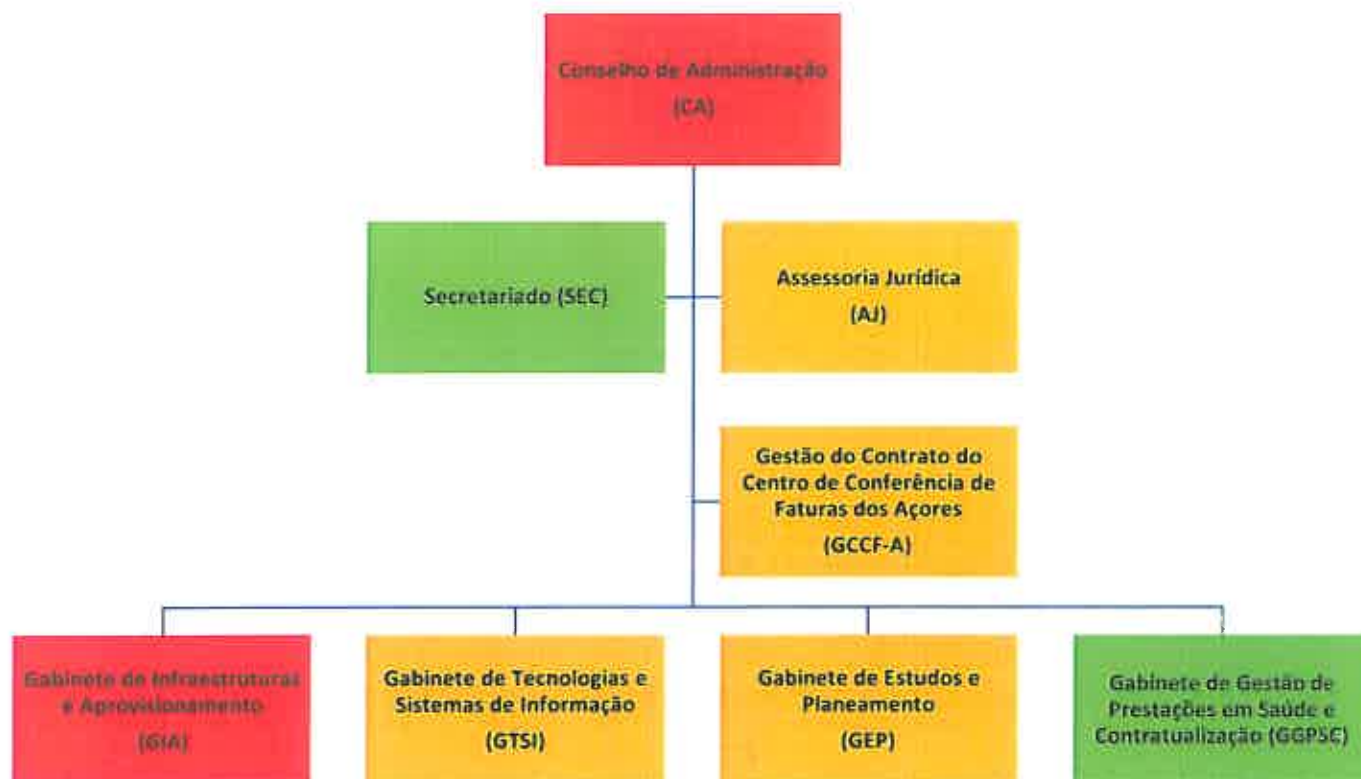 Conselho de Administração
(CA)
Secretariado (SEC)
Assessoria Jurídica
(AJ)
Gestão do Contrato do
Centro de Conferência de
Faturas dos Açores
(GCCF-A)
Gabinete de Infraestruturas
e Aprovisionamento
(GIA)
Gabinete de Tecnologias e
Sistemas de Informação
(GTSI)
Gabinete de Estudos e
Planeamento
(GEP)
Gabinete de Gestão de
Prestações em Saúde e
Contratualização (GGPSC)